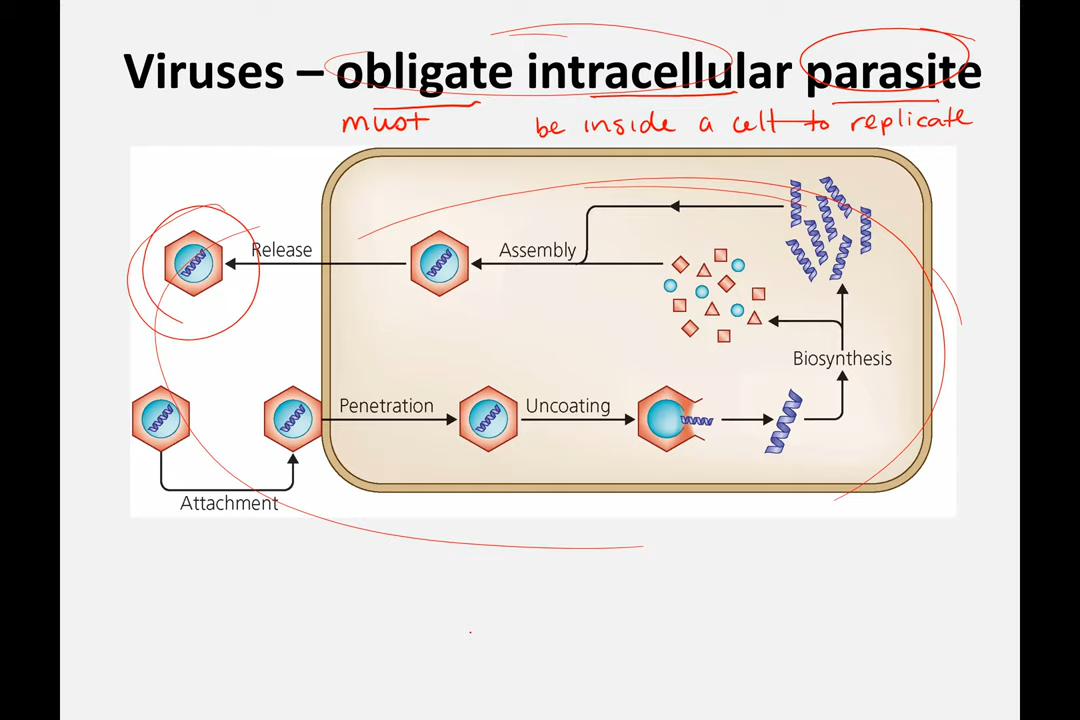 Viruses – obligate intracellular parasite
must be inside a cell to replicate
Release
Assembly
Biosynthesis
Penetration
Uncoating
Attachment